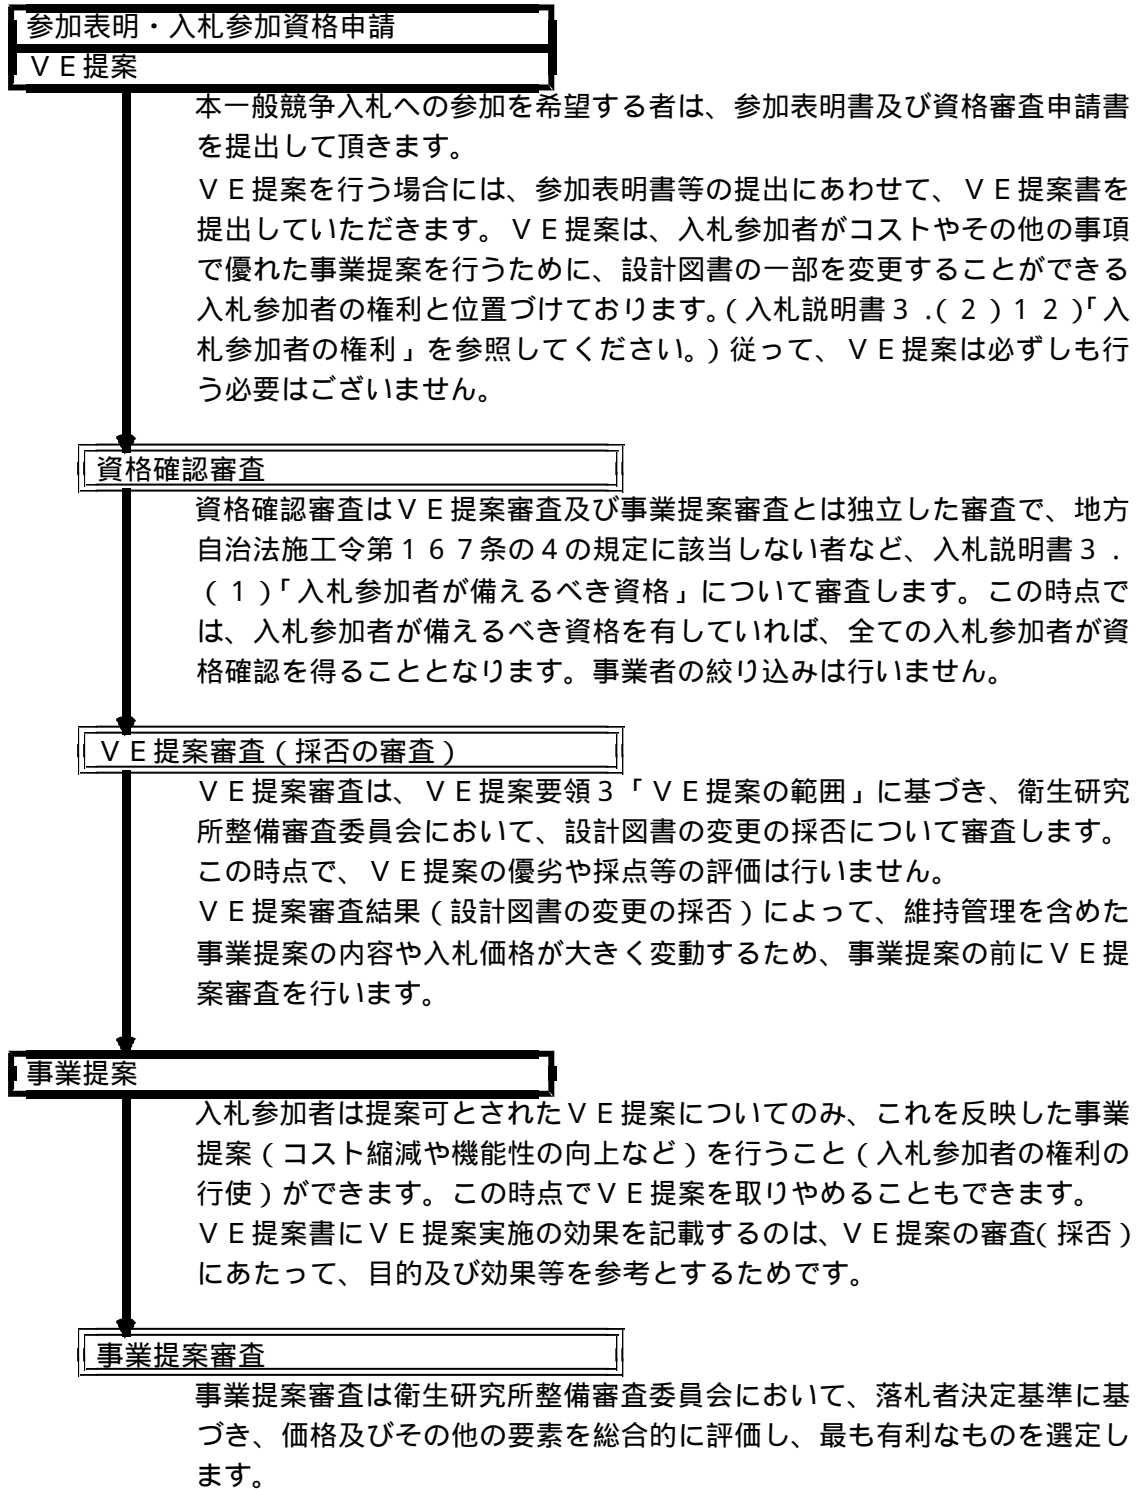 参加表明・入札参加資格申請
ＶＥ提案
本一般競争入札への参加を希望する者は、参加表明書及び資格審査申請書
を提出して頂きます。
ＶＥ提案を行う場合には、参加表明書等の提出にあわせて、ＶＥ提案書を
提出していただきます。ＶＥ提案は、入札参加者がコストやその他の事項
で優れた事業提案を行うために、設計図書の一部を変更することができる
入札参加者の権利と位置づけております。（入札説明書３．（２）１２）「入
札参加者の権利」を参照してください。）従って、ＶＥ提案は必ずしも行
う必要はございません。
資格確認審査
資格確認審査はＶＥ提案審査及び事業提案審査とは独立した審査で、地方
自治法施工令第１６７条の４の規定に該当しない者など、入札説明書３．
（１）「入札参加者が備えるべき資格」について審査します。この時点で
は、入札参加者が備えるべき資格を有していれば、全ての入札参加者が資
格確認を得ることとなります。事業者の絞り込みは行いません。
ＶＥ提案審査（採否の審査）
ＶＥ提案審査は、ＶＥ提案要領３「ＶＥ提案の範囲」に基づき、衛生研究
所整備審査委員会において、設計図書の変更の採否について審査します。
この時点で、ＶＥ提案の優劣や採点等の評価は行いません。
ＶＥ提案審査結果（設計図書の変更の採否）によって、維持管理を含めた
事業提案の内容や入札価格が大きく変動するため、事業提案の前にＶＥ提
案審査を行います。
事業提案
入札参加者は提案可とされたＶＥ提案についてのみ、これを反映した事業
提案（コスト縮減や機能性の向上など）を行うこと（入札参加者の権利の
行使）ができます。この時点でＶＥ提案を取りやめることもできます。
ＶＥ提案書にＶＥ提案実施の効果を記載するのは、ＶＥ提案の審査（採否）
にあたって、目的及び効果等を参考とするためです。
事業提案審査
事業提案審査は衛生研究所整備審査委員会において、落札者決定基準に基
づき、価格及びその他の要素を総合的に評価し、最も有利なものを選定し
ます。